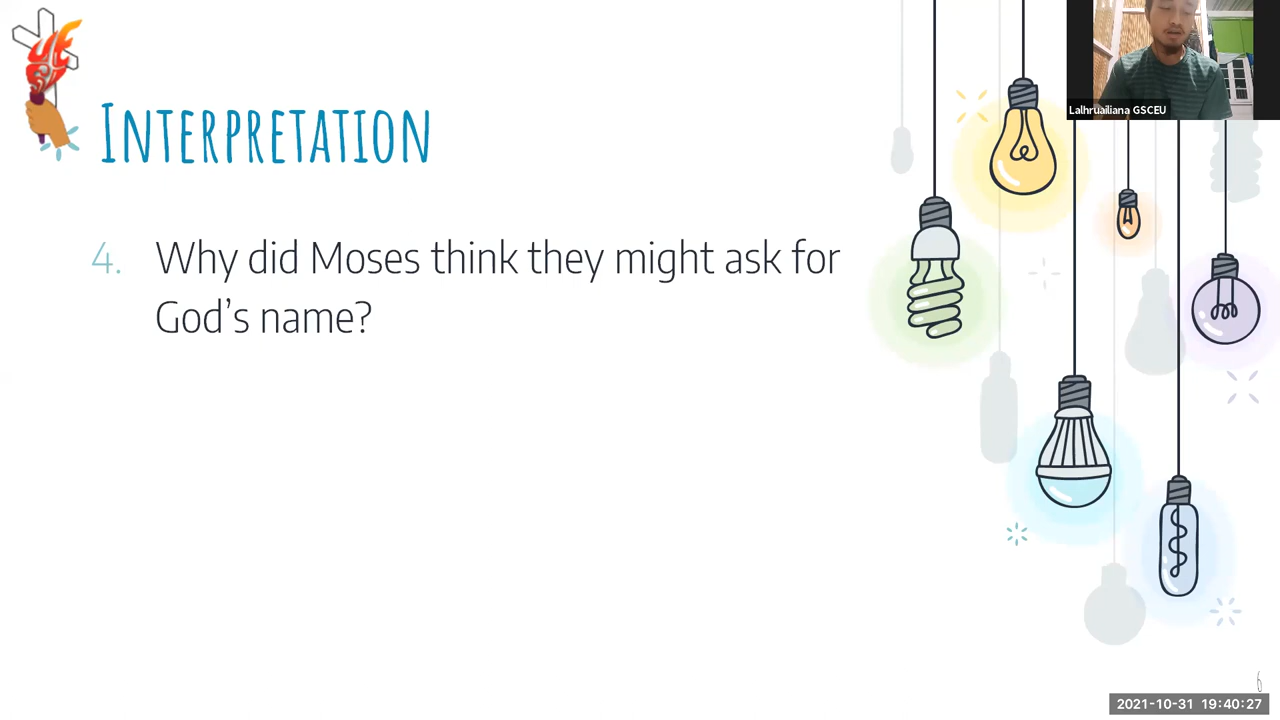 Lalhruailiana GSCEU
INTERPRETATION
4. Why did Moses think they might ask for
God’s name?
6
2021-10-31 19:40:27